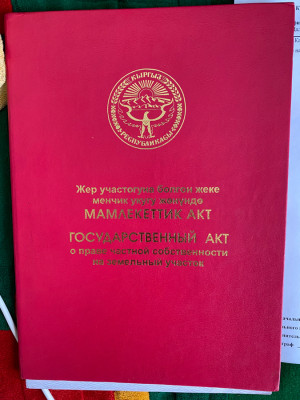 КЫРГЫЗ
РЕСПУБЛИКАСЫ
Жер участогуна болгон жеке
менчик укугу жөнүндө
МАМЛЕКЕТТИК АКТ
ГОСУДАРСТВЕННЫЙ АКТ
о праве частной собственности
на земельный участок